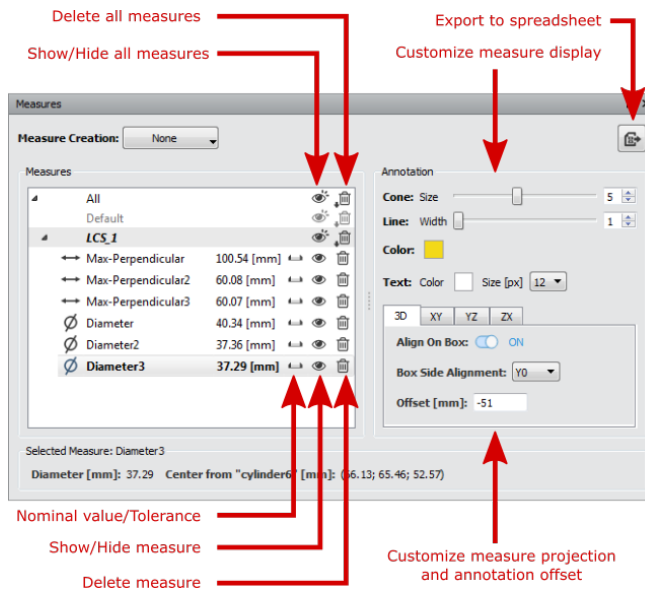 Delete all measures
Export to spreadsheet
Show/Hide all measures
Customize measure display
Measures
Measure Creation: None
Measures
All
Default
LCS_1
Max-Perpendicular 100.54 [mm]
Max-Perpendicular2 60.08 [mm]
Max-Perpendicular3 60.07 [mm]
Diameter 40.34 [mm]
Diameter2 37.36 [mm]
Diameter3 37.29 [mm]
Annotation
Cone: Size 5
Line: Width 1
Color:
Text: Color Size [px] 12
3D XY YZ ZX
Align On Box: ON
Box Side Alignment: Y0
Offset [mm]: -51
Selected Measure: Diameter3
Diameter [mm]: 37.29 Center from "cylinder6" [mm]: (66.13; 65.46; 52.57)
Nominal value/Tolerance
Show/Hide measure
Delete measure
Customize measure projection
and annotation offset